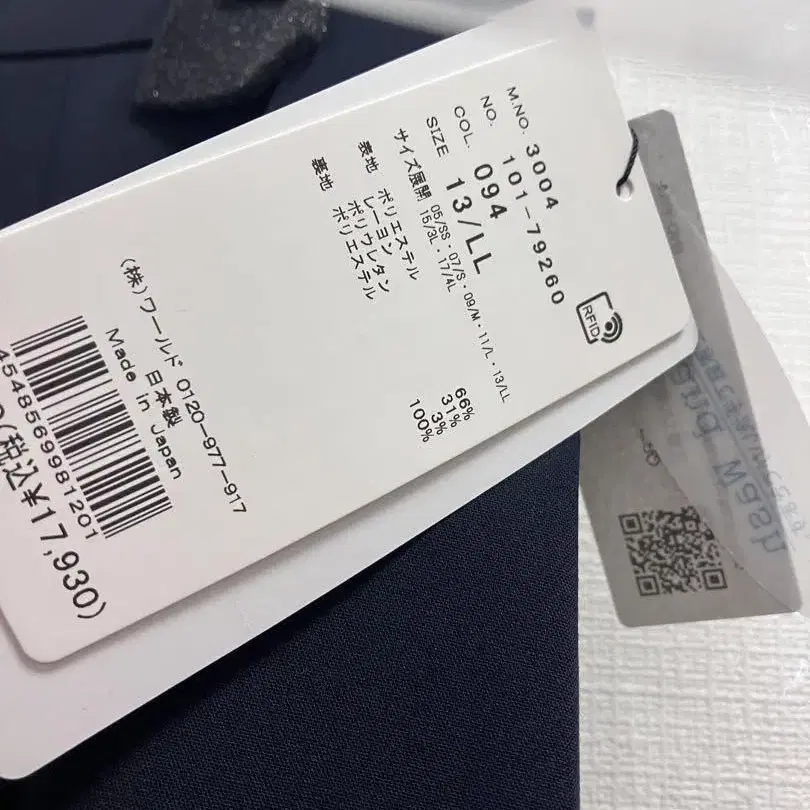 M.NO. 3004
NO. 101-79260
COL. 094
SIZE 13/LL
サイズ展開 05/SS・07/S・09/M・11/L・13/LL
15/3L・17/4L
表地 ポリエステル 66%
レーヨン 31%
ポリウレタン 3%
裏地 ポリエステル 100%
RFID
(株)ワールド 0120-977-917
日本製
Made in Japan
4548569981201
(税込¥17,930)